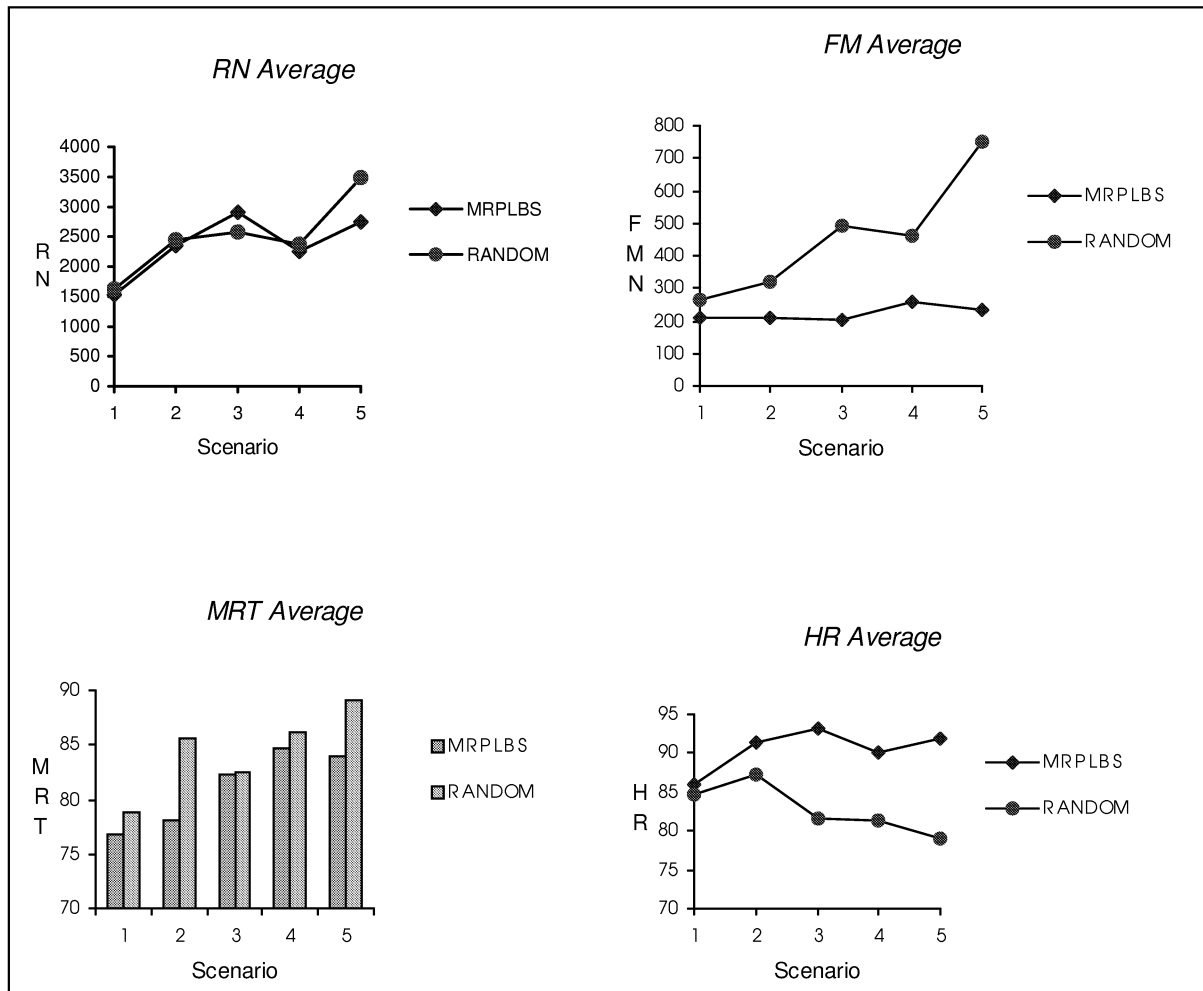 RN Average
4000
3500
3000
2500
2000
1500
1000
500
0
R
N
1 2 3 4 5
Scenario
MRPLBS
RANDOM
FM Average
800
700
600
500
400
300
200
100
0
F
M
N
1 2 3 4 5
Scenario
MRPLBS
RANDOM
MRT Average
90
85
80
75
70
M
R
T
1 2 3 4 5
Scenario
MRPLBS
RANDOM
HR Average
95
90
85
80
75
70
H
R
1 2 3 4 5
Scenario
MRPLBS
RANDOM